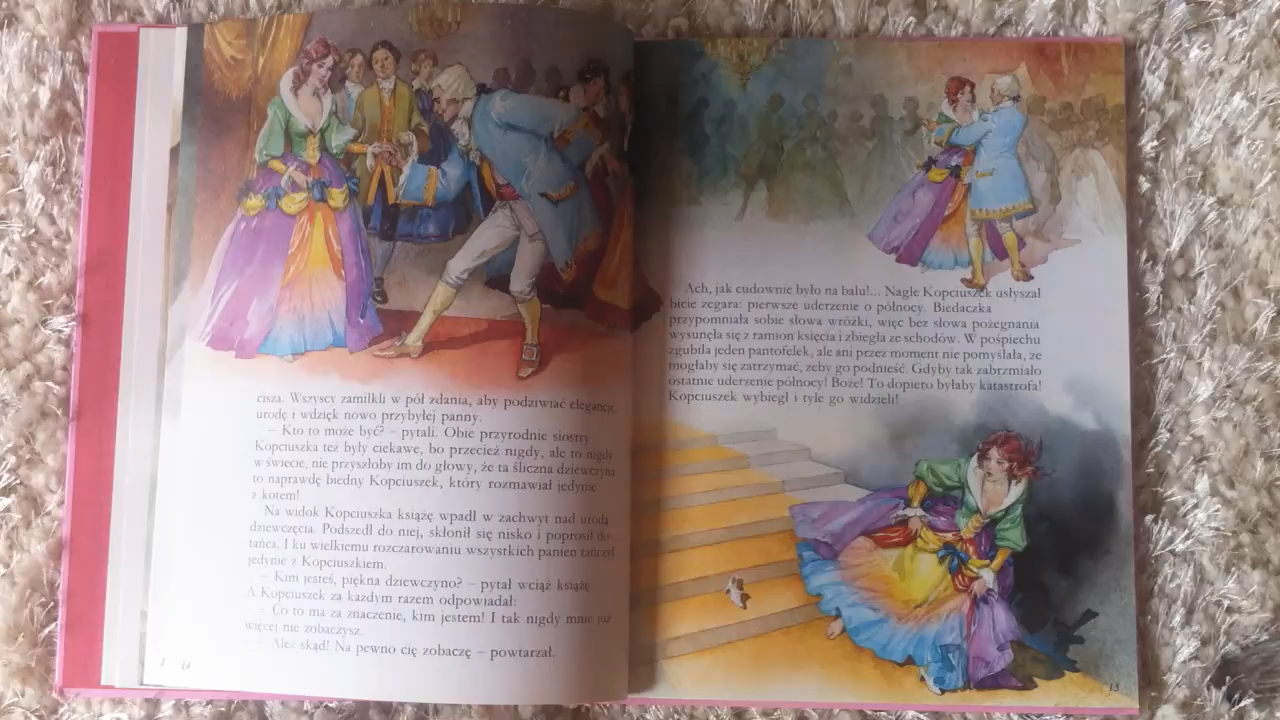 cisza. Wszyscy zamilkli w pół zdania, aby podziwiać elegancję,
urodę i wdzięk nowo przybyłej panny.
– Kto to może być? – pytali. Obie przyrodnie siostry
Kopciuszka też były ciekawe, bo przecież nigdy, ale to nigdy
w świecie, nie przyszłoby im do głowy, że ta śliczna dziewczyna
to naprawdę biedny Kopciuszek, który rozmawiał jedynie
z kotem!
Na widok Kopciuszka książę wpadł w zachwyt nad urodą
dziewczęcia. Podszedł do niej, skłonił się nisko i poprosił do
tańca. I ku wielkiemu rozczarowaniu wszystkich panien tańczył
jedynie z Kopciuszkiem.
– Kim jesteś, piękna dziewczyno? – pytał wciąż książę
A Kopciuszek za każdym razem odpowiadał:
– Co to ma za znaczenie, kim jestem! I tak nigdy mnie już
więcej nie zobaczysz.
– Ależ skąd! Na pewno cię zobaczę – powtarzał.
14
Ach, jak cudownie było na balu!... Nagle Kopciuszek usłyszał
bicie zegara: pierwsze uderzenie o północy. Biedaczka
przypomniała sobie słowa wróżki, więc bez słowa pożegnania
wysunęła się z ramion księcia i zbiegła ze schodów. W pośpiechu
zgubiła jeden pantofelek, ale ani przez moment nie pomyślała, że
mogłaby się zatrzymać, żeby go podnieść. Gdyby tak zabrzmiało
ostatnie uderzenie północy! Boże! To dopiero byłaby katastrofa!
Kopciuszek wybiegł i tyle go widzieli!
15